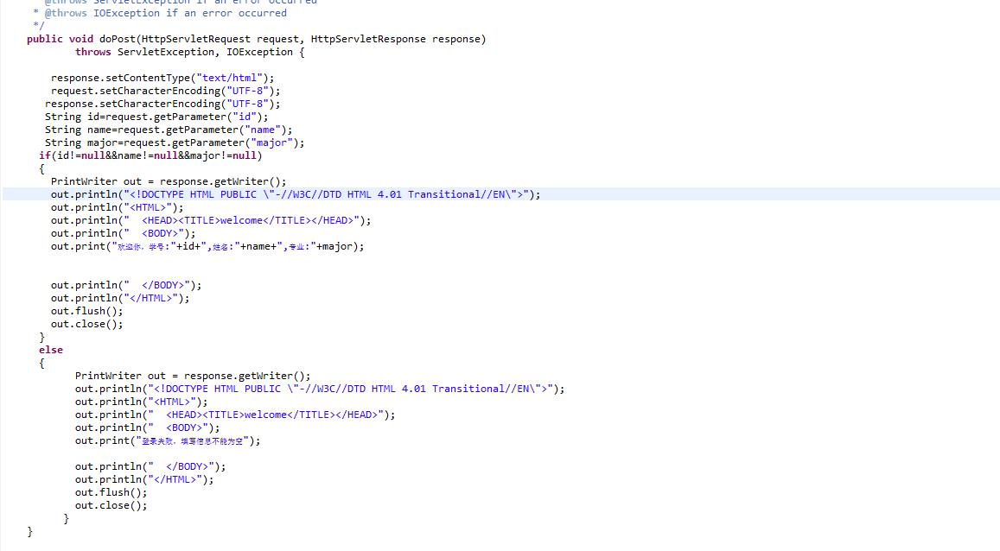 @throws ServletException if an error occurred
* @throws IOException if an error occurred
*/
public void doPost(HttpServletRequest request, HttpServletResponse response)
throws ServletException, IOException {
response.setContentType("text/html");
request.setCharacterEncoding("UTF-8");
response.setCharacterEncoding("UTF-8");
String id=request.getParameter("id");
String name=request.getParameter("name");
String major=request.getParameter("major");
if(id!=null&&name!=null&&major!=null)
{
PrintWriter out = response.getWriter();
out.println("<!DOCTYPE HTML PUBLIC \"-//W3C//DTD HTML 4.01 Transitional//EN\">");
out.println("<HTML>");
out.println("  <HEAD><TITLE>welcome</TITLE></HEAD>");
out.println("  <BODY>");
out.print("欢迎你，学号:"+id+",姓名:"+name+",专业:"+major);
out.println("  </BODY>");
out.println("</HTML>");
out.flush();
out.close();
}
else
{
PrintWriter out = response.getWriter();
out.println("<!DOCTYPE HTML PUBLIC \"-//W3C//DTD HTML 4.01 Transitional//EN\">");
out.println("<HTML>");
out.println("  <HEAD><TITLE>welcome</TITLE></HEAD>");
out.println("  <BODY>");
out.print("登录失败，填写信息不能为空");
out.println("  </BODY>");
out.println("</HTML>");
out.flush();
out.close();
}
}